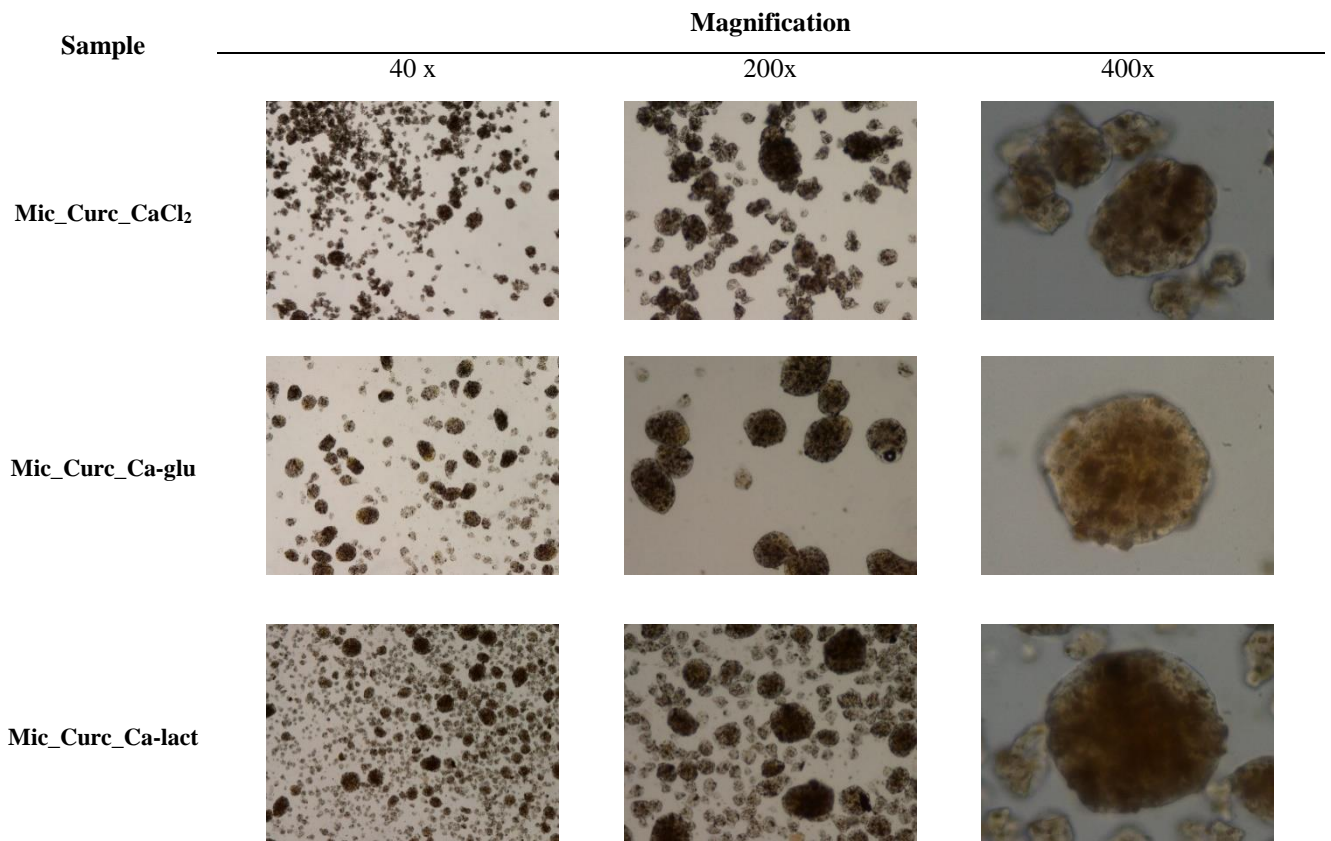 Magnification
Sample
40 x 200x 400x
Mic_Curc_CaCl₂
Mic_Curc_Ca-glu
Mic_Curc_Ca-lact